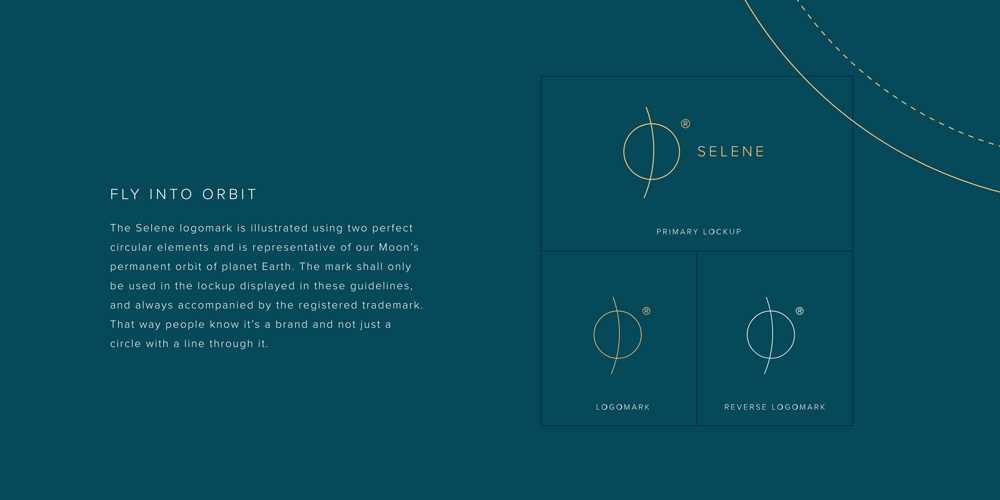 FLY INTO ORBIT
The Selene logomark is illustrated using two perfect
circular elements and is representative of our Moon’s
permanent orbit of planet Earth. The mark shall only
be used in the lockup displayed in these guidelines,
and always accompanied by the registered trademark.
That way people know it’s a brand and not just a
circle with a line through it.
® SELENE
PRIMARY LOCKUP
®
LOGOMARK
®
REVERSE LOGOMARK